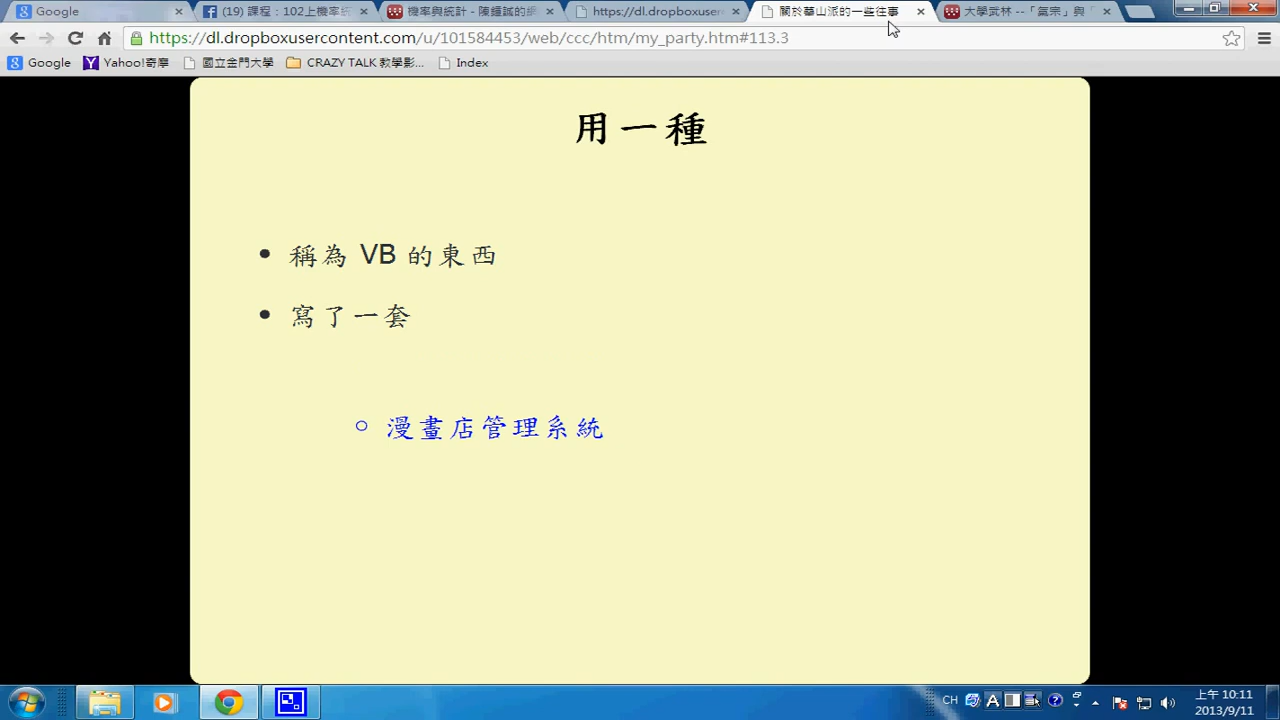 Google
(19) 課程：102上機率統
機率與統計 - 陳鍾誠的網
https://dl.dropboxuser
關於華山派的一些往事
大學武林 --「氣宗」與「
https://dl.dropboxusercontent.com/u/101584453/web/ccc/htm/my_party.htm#113.3
Google
Yahoo!奇摩
國立金門大學
CRAZY TALK 教學影...
Index
用一種
• 稱為 VB 的東西
• 寫了一套
○ 漫畫店管理系統
CH
上午 10:11
2013/9/11